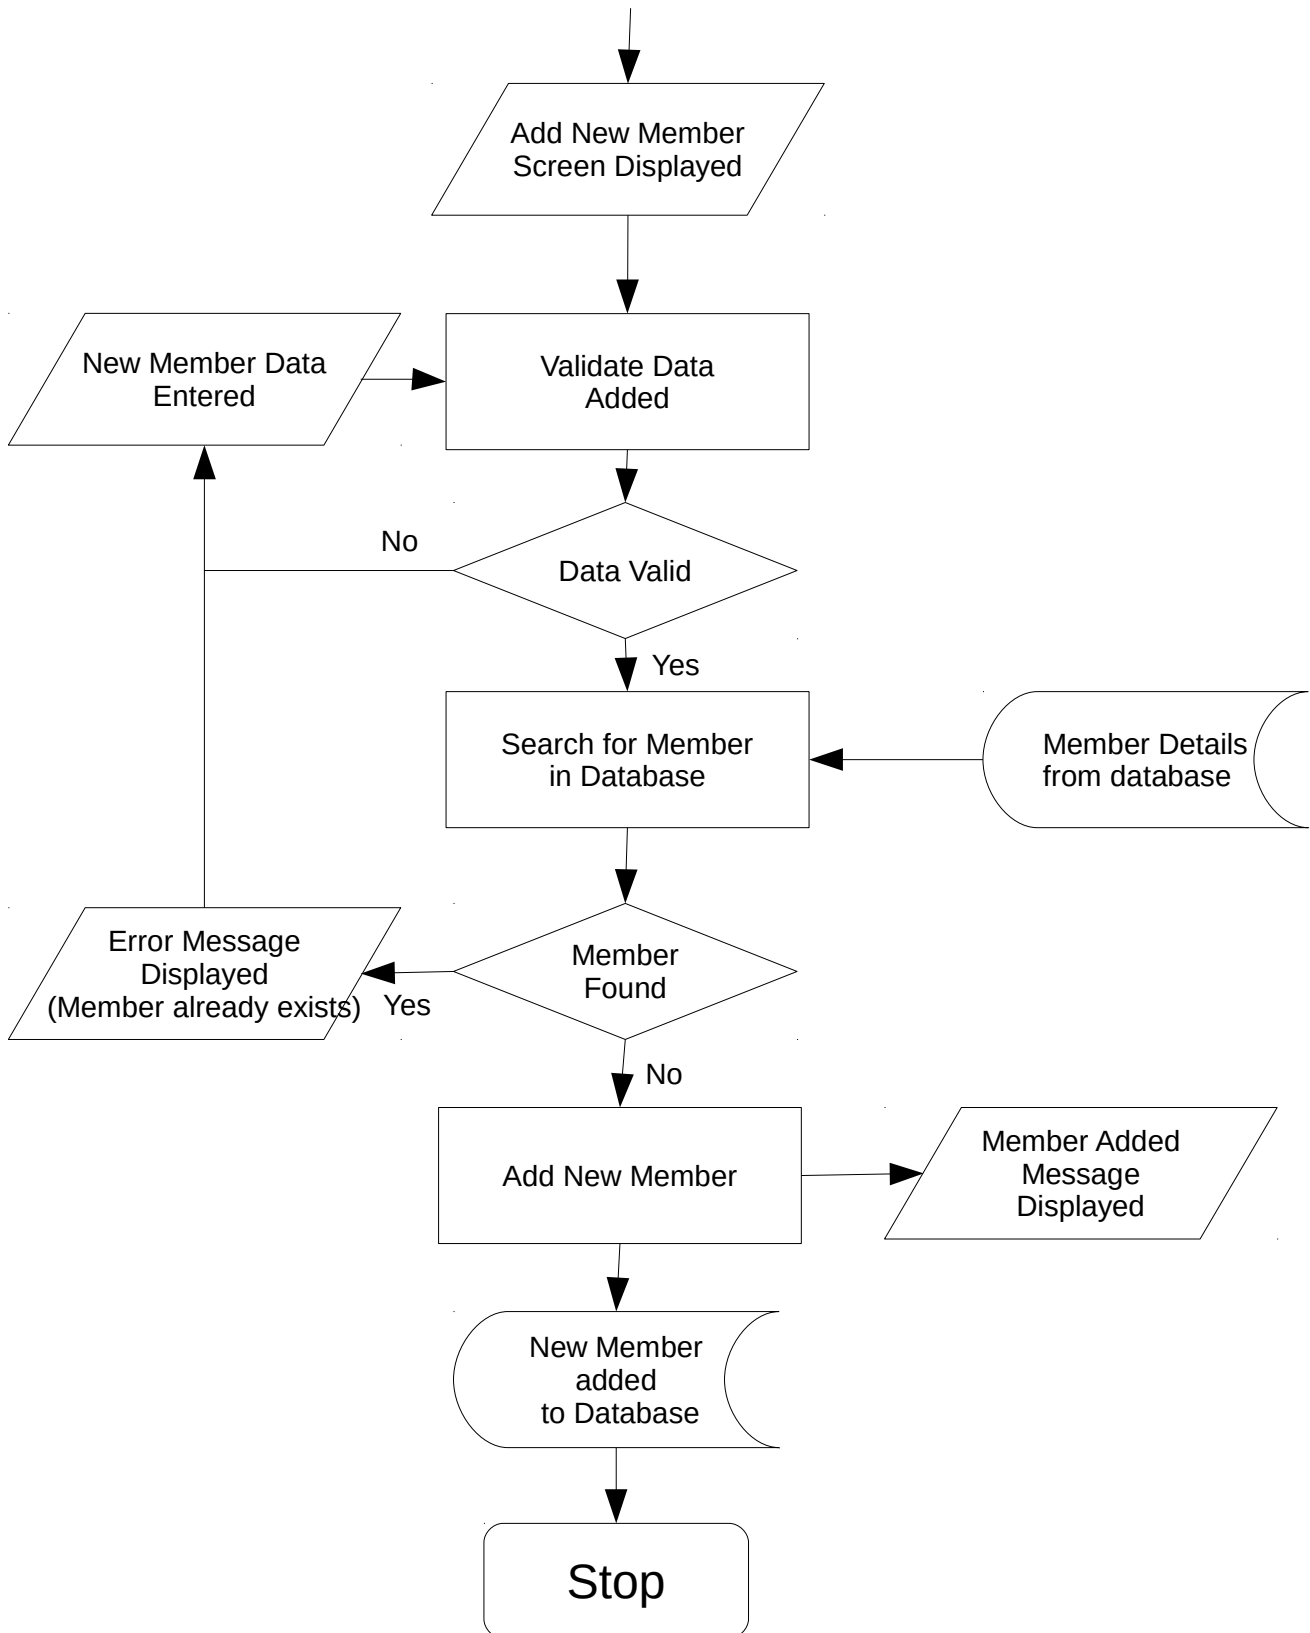 Add New Member
Screen Displayed
New Member Data
Entered
Validate Data
Added
No
Data Valid
Yes
Search for Member
in Database
Member Details
from database
Error Message
Displayed
(Member already exists)
Yes
Member
Found
No
Add New Member
Member Added
Message
Displayed
New Member
added
to Database
Stop